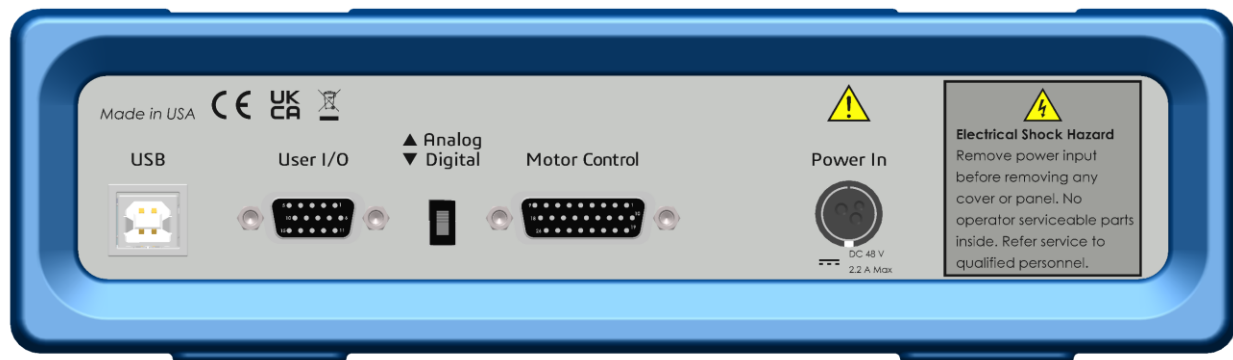 Made in USA CE UK
CA
▲ Analog
▼ Digital
USB
User I/O
Motor Control
Power In
DC 48 V
2.2 A Max
Electrical Shock Hazard
Remove power input
before removing any
cover or panel. No
operator serviceable parts
inside. Refer service to
qualified personnel.